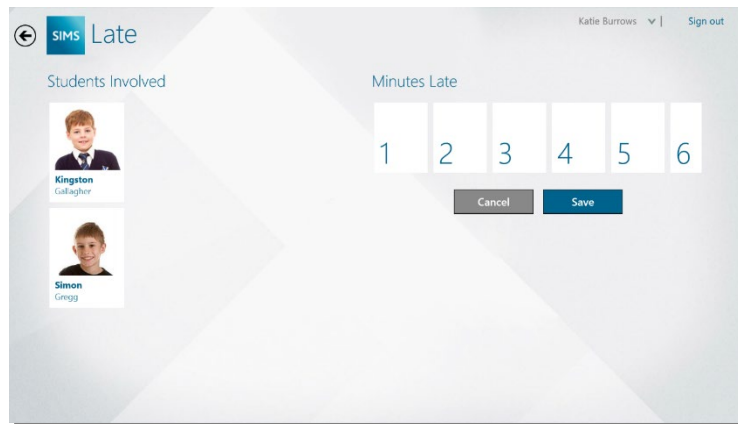 SIMS Late
Katie Burrows
Sign out
Students Involved
Kingston
Gallagher
Simon
Gregg
Minutes Late
1 2 3 4 5 6
Cancel Save